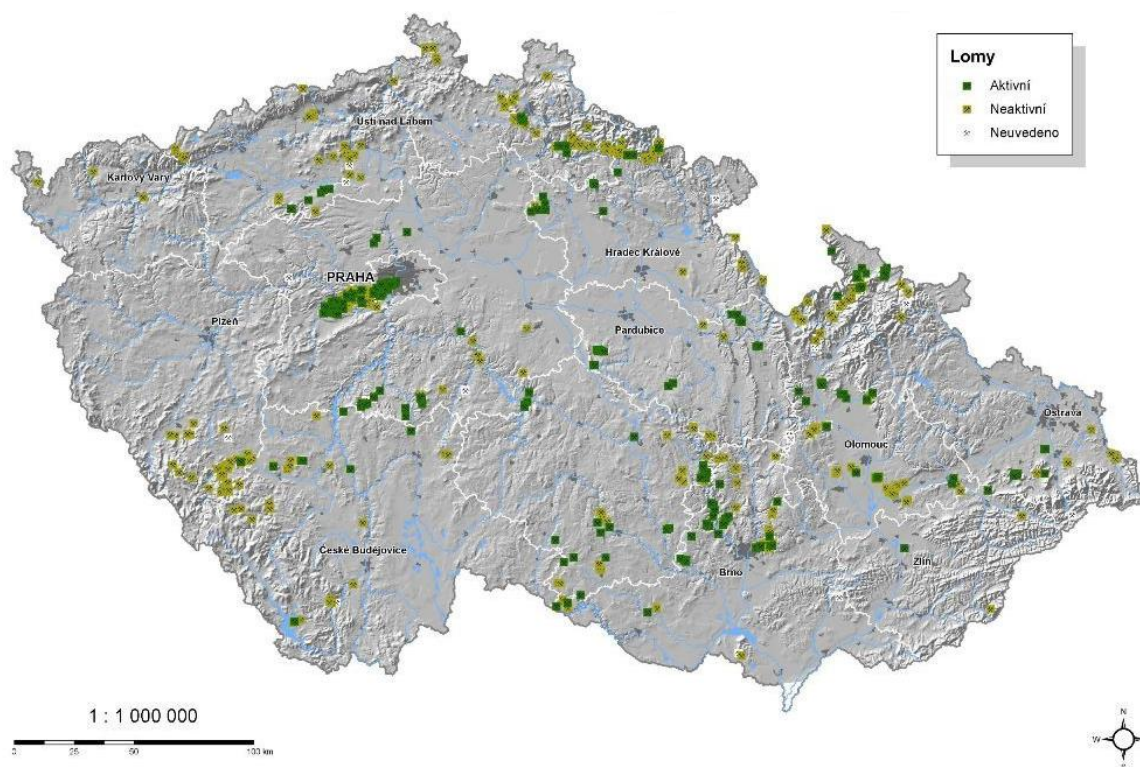 Lomy
Aktivní
Neaktivní
Neuvedeno
Ústí nad Labem
Karlovy Vary
Hradec Králové
PRAHA
Plzeň
Pardubice
Ostrava
Olomouc
České Budějovice
Zlín
Brno
1 : 1 000 000
0 25 50 100 km
N
W